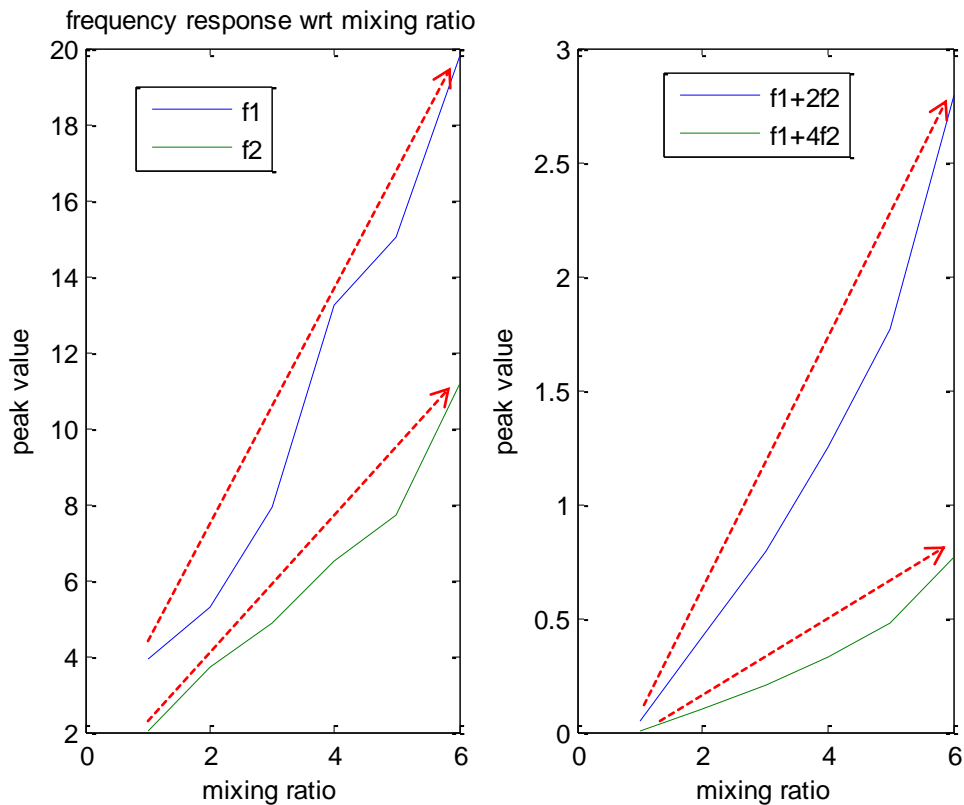 frequency response wrt mixing ratio
20
18
16
14
12
10
8
6
4
2
0
2
4
6
peak value
mixing ratio
f1
f2
3
2.5
2
1.5
1
0.5
0
0
2
4
6
peak value
mixing ratio
f1+2f2
f1+4f2